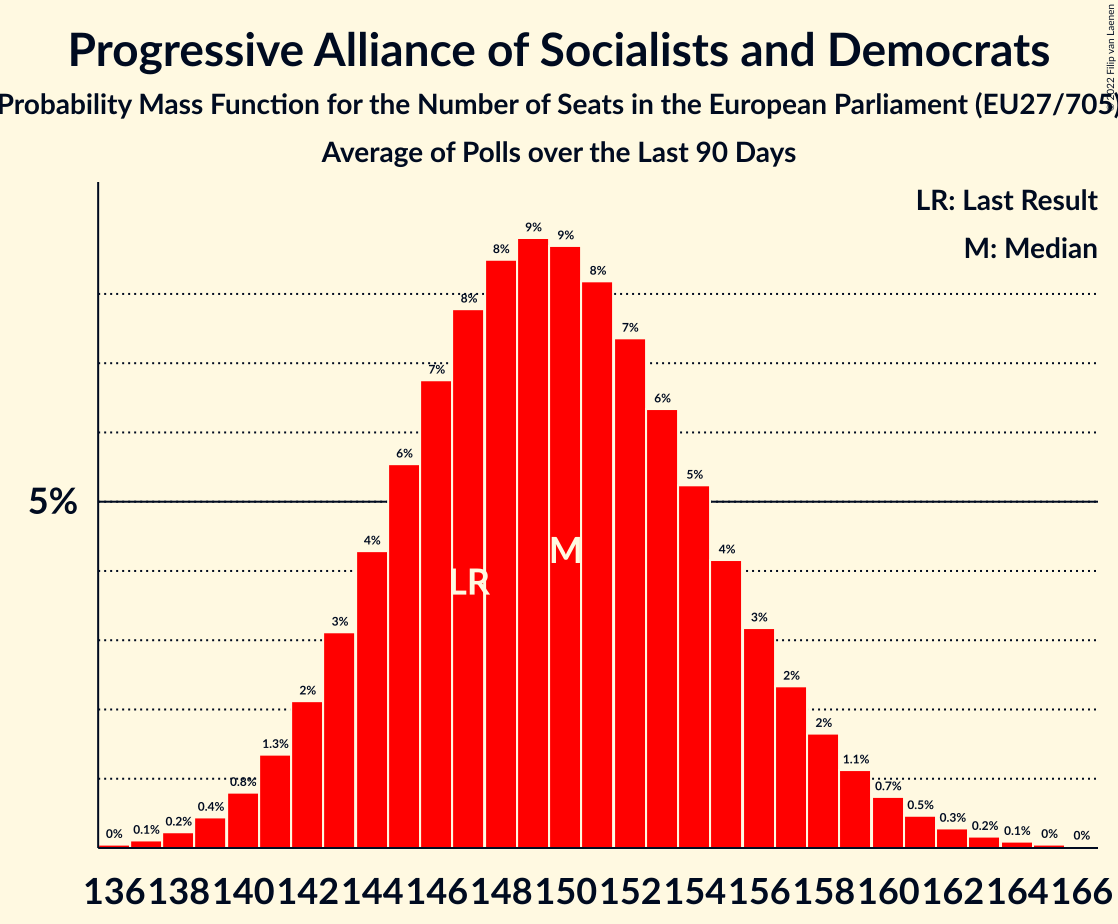 Progressive Alliance of Socialists and Democrats
Probability Mass Function for the Number of Seats in the European Parliament (EU27/705)
Average of Polls over the Last 90 Days
© 2022 Filip van Laenen
LR: Last Result
M: Median
5%
0% 0.1% 0.2% 0.4% 0.8% 1.3% 2% 3% 4% 6% 7% 8% 8% 9% 9% 8% 7% 6% 5% 4% 3% 2% 2% 1.1% 0.7% 0.5% 0.3% 0.2% 0.1% 0% 0%
LR M
136 138 140 142 144 146 148 150 152 154 156 158 160 162 164 166